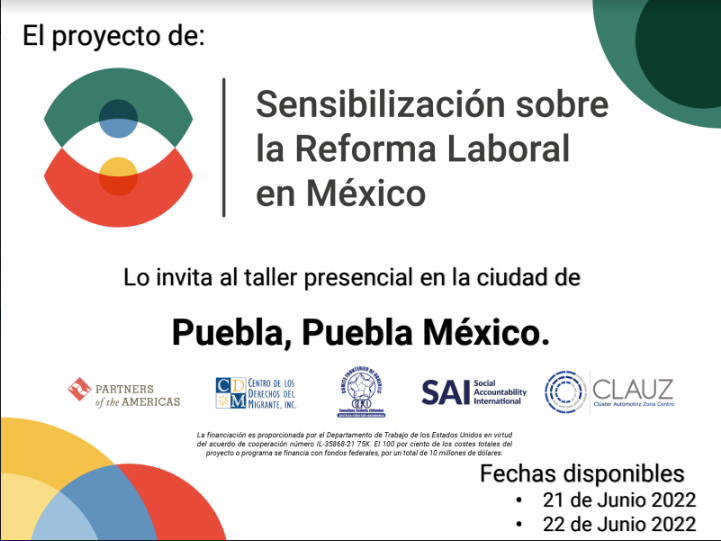 El proyecto de:
Sensibilización sobre
la Reforma Laboral
en México
Lo invita al taller presencial en la ciudad de
Puebla, Puebla México.
PARTNERS
of the AMERICAS
CDM
CENTRO DE LOS
DERECHOS DEL
MIGRANTE, INC.
SAI
Social
Accountability
International
CLAUZ
Clúster Automotriz Zona Centro
La financiación es proporcionada por el Departamento de Trabajo de los Estados Unidos en virtud
del acuerdo de cooperación número IL-35868-21 75K. El 100 por ciento de los costes totales del
proyecto o programa se financia con fondos federales, por un total de 10 millones de dólares.
Fechas disponibles
• 21 de Junio 2022
• 22 de Junio 2022